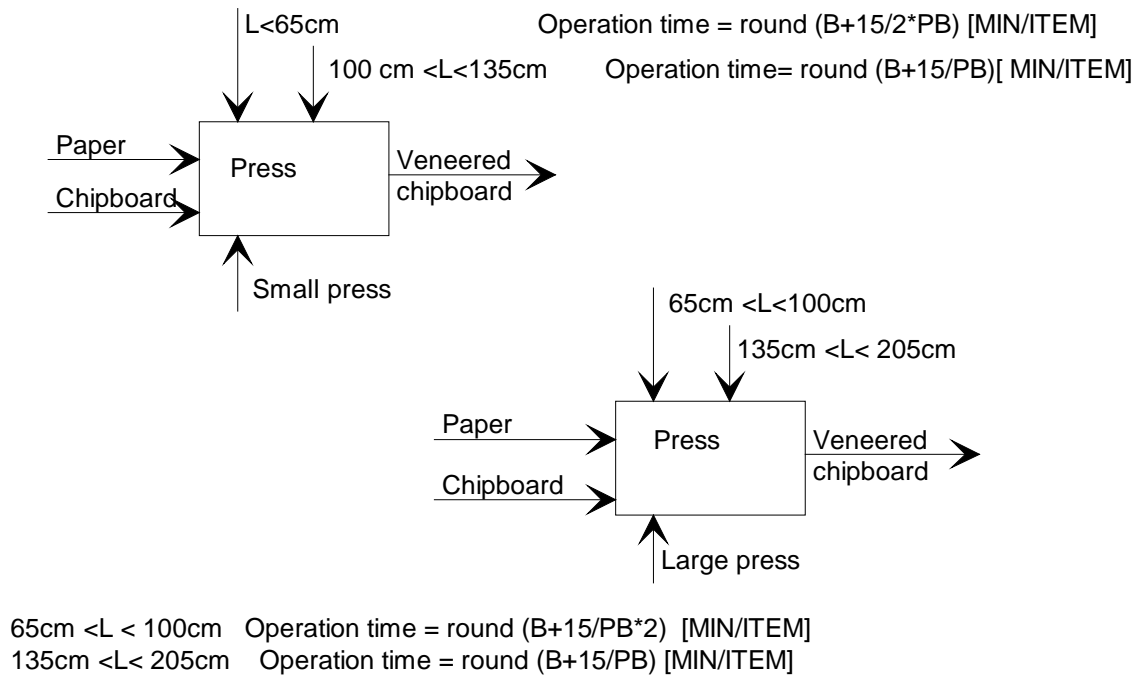 L<65cm Operation time = round (B+15/2*PB) [MIN/ITEM]
100 cm <L<135cm Operation time= round (B+15/PB)[ MIN/ITEM]
Paper
Chipboard
Press
Veneered
chipboard
Small press
65cm <L<100cm
135cm <L< 205cm
Paper
Chipboard
Press
Veneered
chipboard
Large press
65cm <L < 100cm Operation time = round (B+15/PB*2) [MIN/ITEM]
135cm <L< 205cm Operation time = round (B+15/PB) [MIN/ITEM]